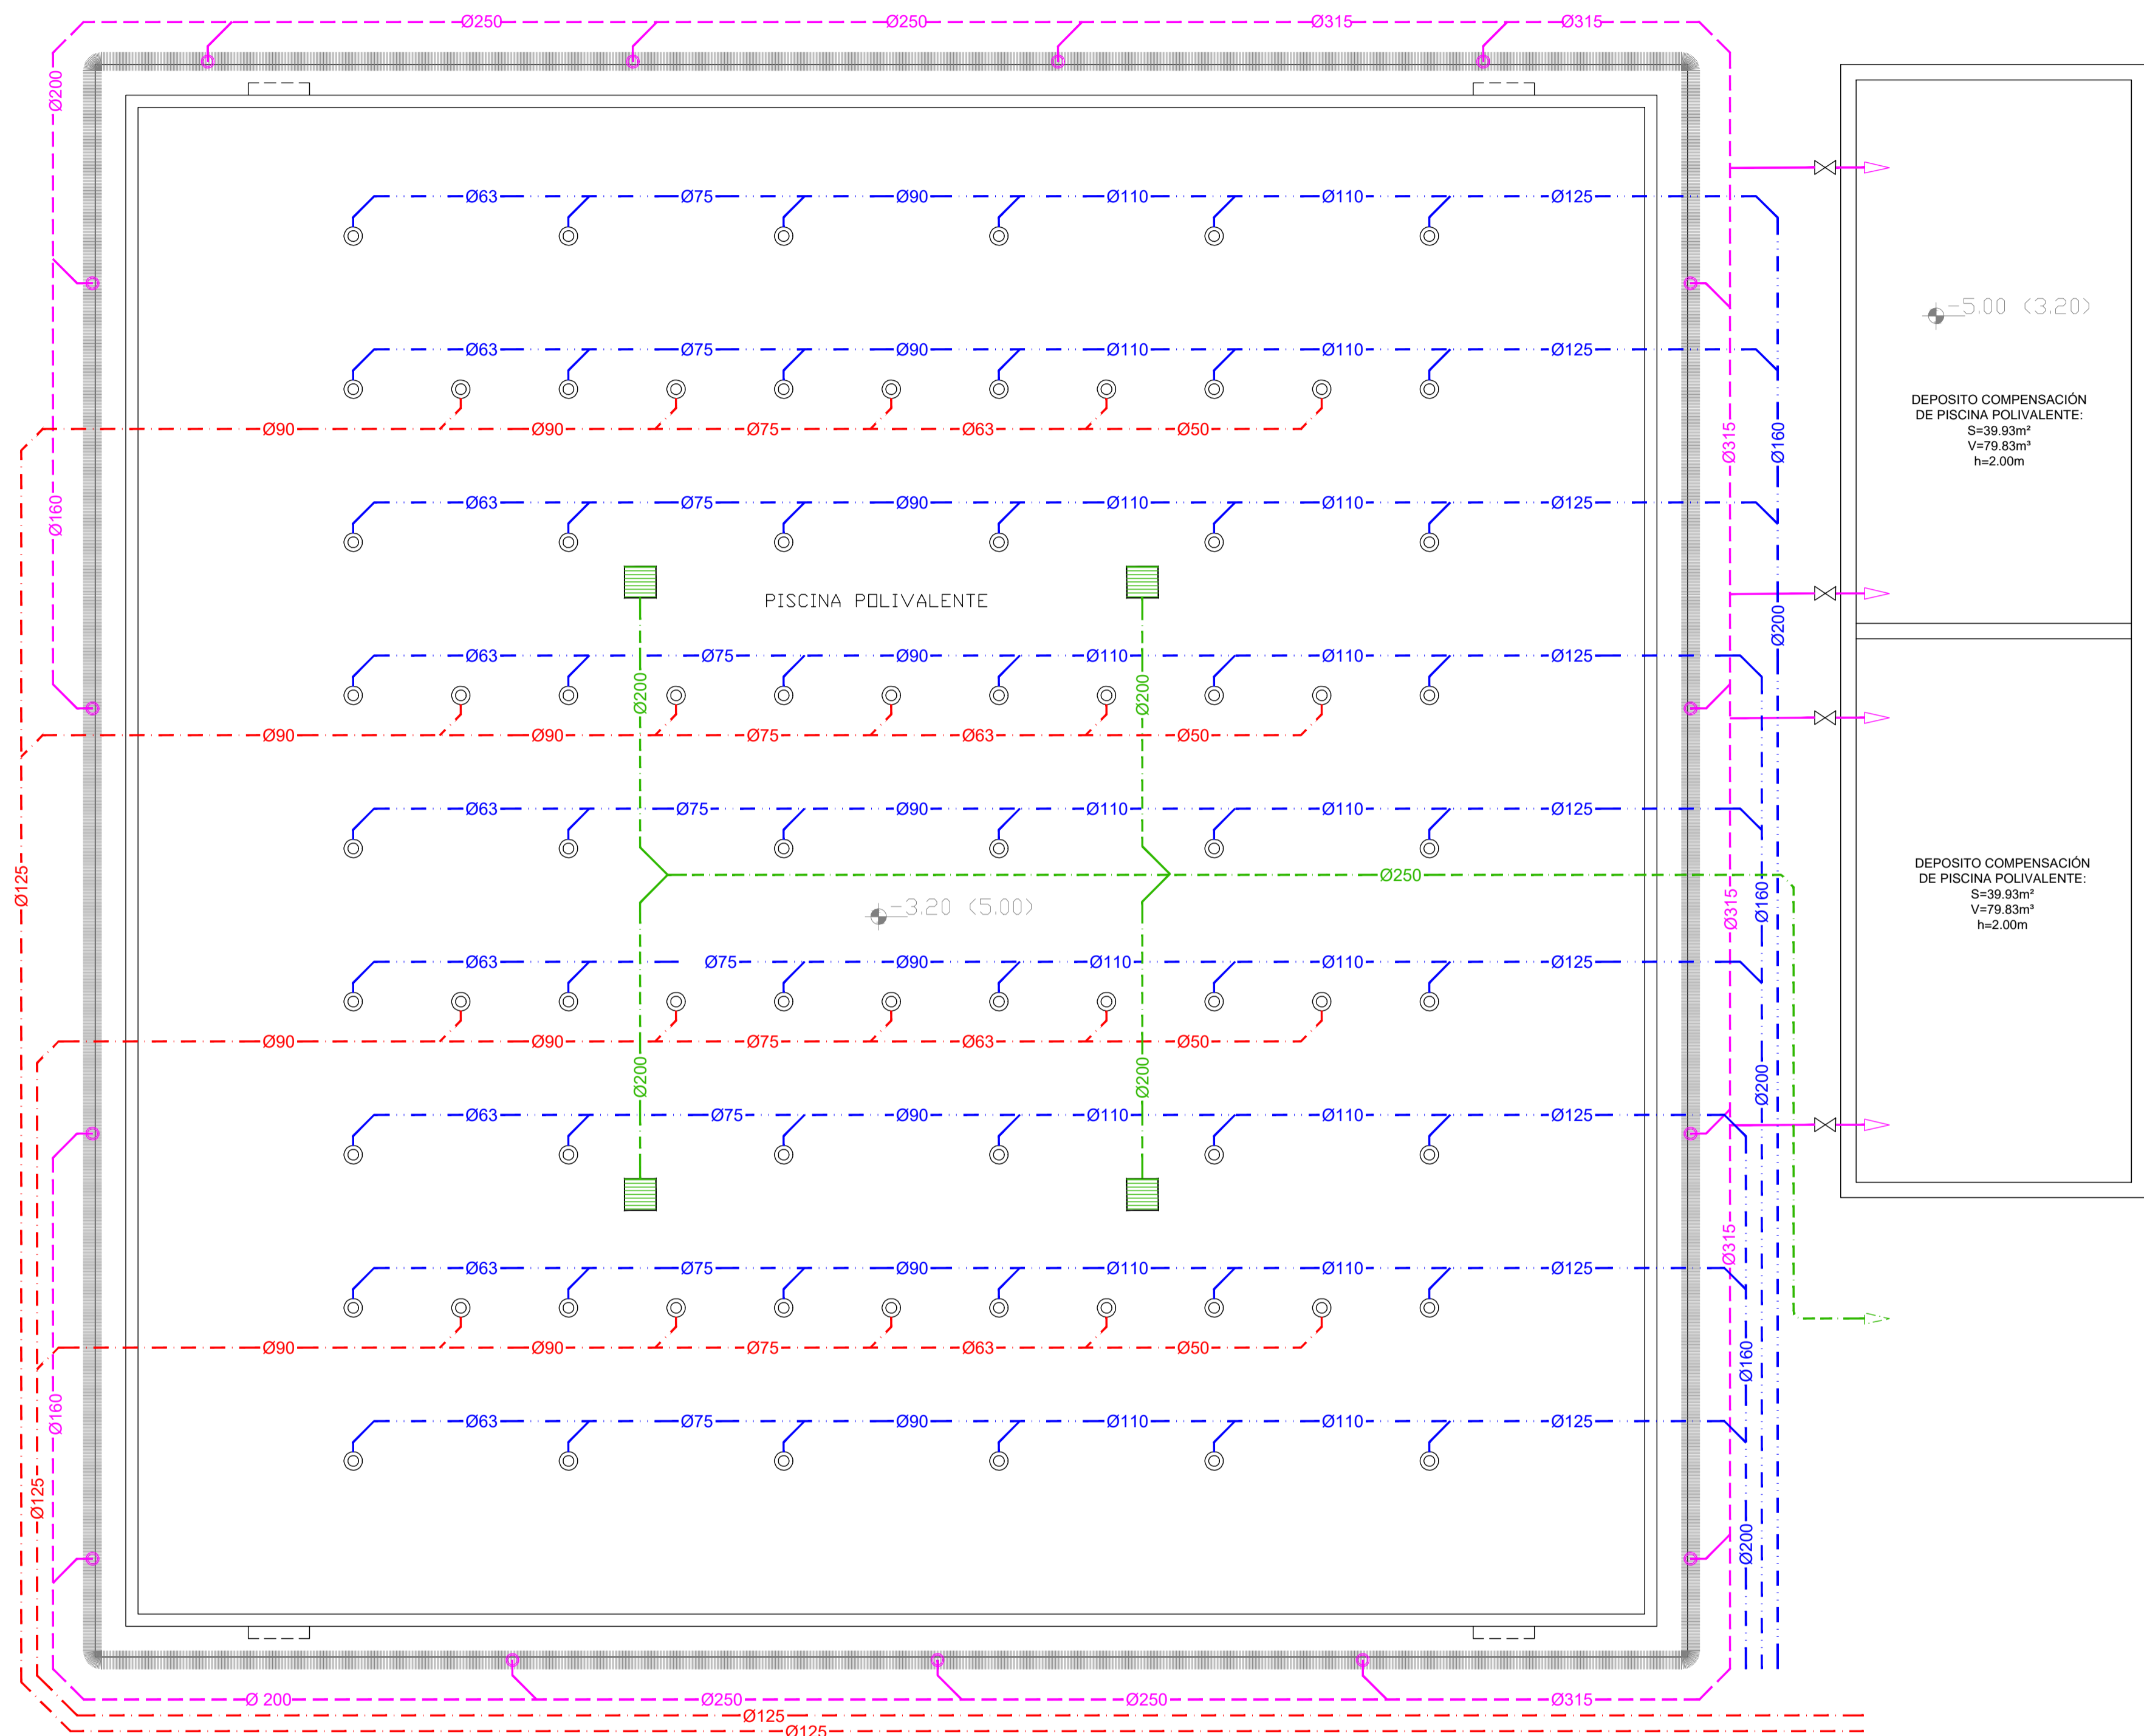 Ø250 Ø250 Ø315 Ø315
Ø200
Ø63 Ø75 Ø90 Ø110 Ø110 Ø125
-5.00 (3.20)
Ø63 Ø75 Ø90 Ø110 Ø110 Ø125
DEPOSITO COMPENSACIÓN
DE PISCINA POLIVALENTE:
S=39.93m²
V=79.83m³
h=2.00m
Ø90 Ø90 Ø75 Ø63 Ø50
Ø315
Ø160
Ø160
Ø63 Ø75 Ø90 Ø110 Ø110 Ø125
PISCINA POLIVALENTE
Ø200
Ø63 Ø75 Ø90 Ø110 Ø110 Ø125
Ø200
Ø200
Ø90 Ø90 Ø75 Ø63 Ø50
Ø63 Ø75 Ø90 Ø110 Ø110 Ø125
Ø125
Ø250
DEPOSITO COMPENSACIÓN
DE PISCINA POLIVALENTE:
S=39.93m²
V=79.83m³
h=2.00m
-3.20 (5.00)
Ø315
Ø160
Ø63 Ø75 Ø90 Ø110 Ø110 Ø125
Ø90 Ø90 Ø75 Ø63 Ø50
Ø200
Ø200
Ø200
Ø63 Ø75 Ø90 Ø110 Ø110 Ø125
Ø315
Ø63 Ø75 Ø90 Ø110 Ø110 Ø125
Ø90 Ø90 Ø75 Ø63 Ø50
Ø160
Ø160
Ø63 Ø75 Ø90 Ø110 Ø110 Ø125
Ø125
Ø200
Ø 200 Ø250 Ø250 Ø315
Ø125
Ø125